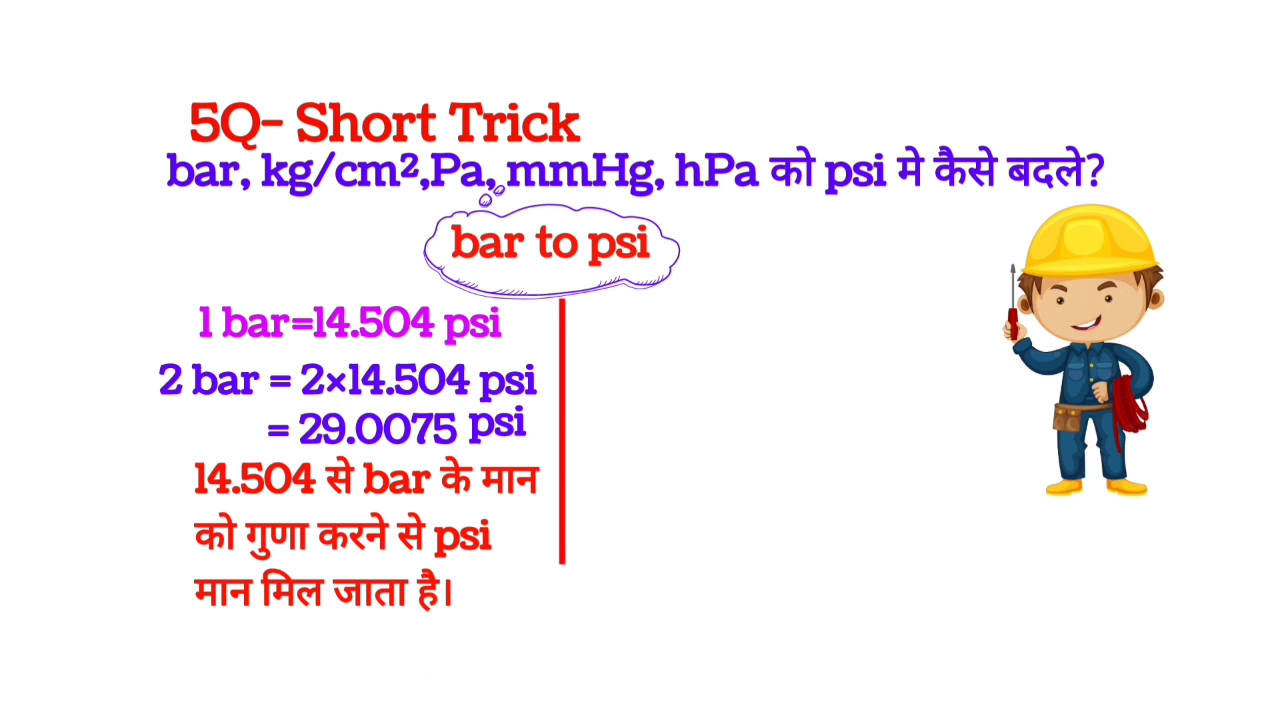 5Q- Short Trick
bar, kg/cm²,Pa, mmHg, hPa को psi मे कैसे बदले?
bar to psi
1 bar=14.504 psi
2 bar = 2×14.504 psi
= 29.0075 psi
14.504 से bar के मान
को गुणा करने से psi
मान मिल जाता है।